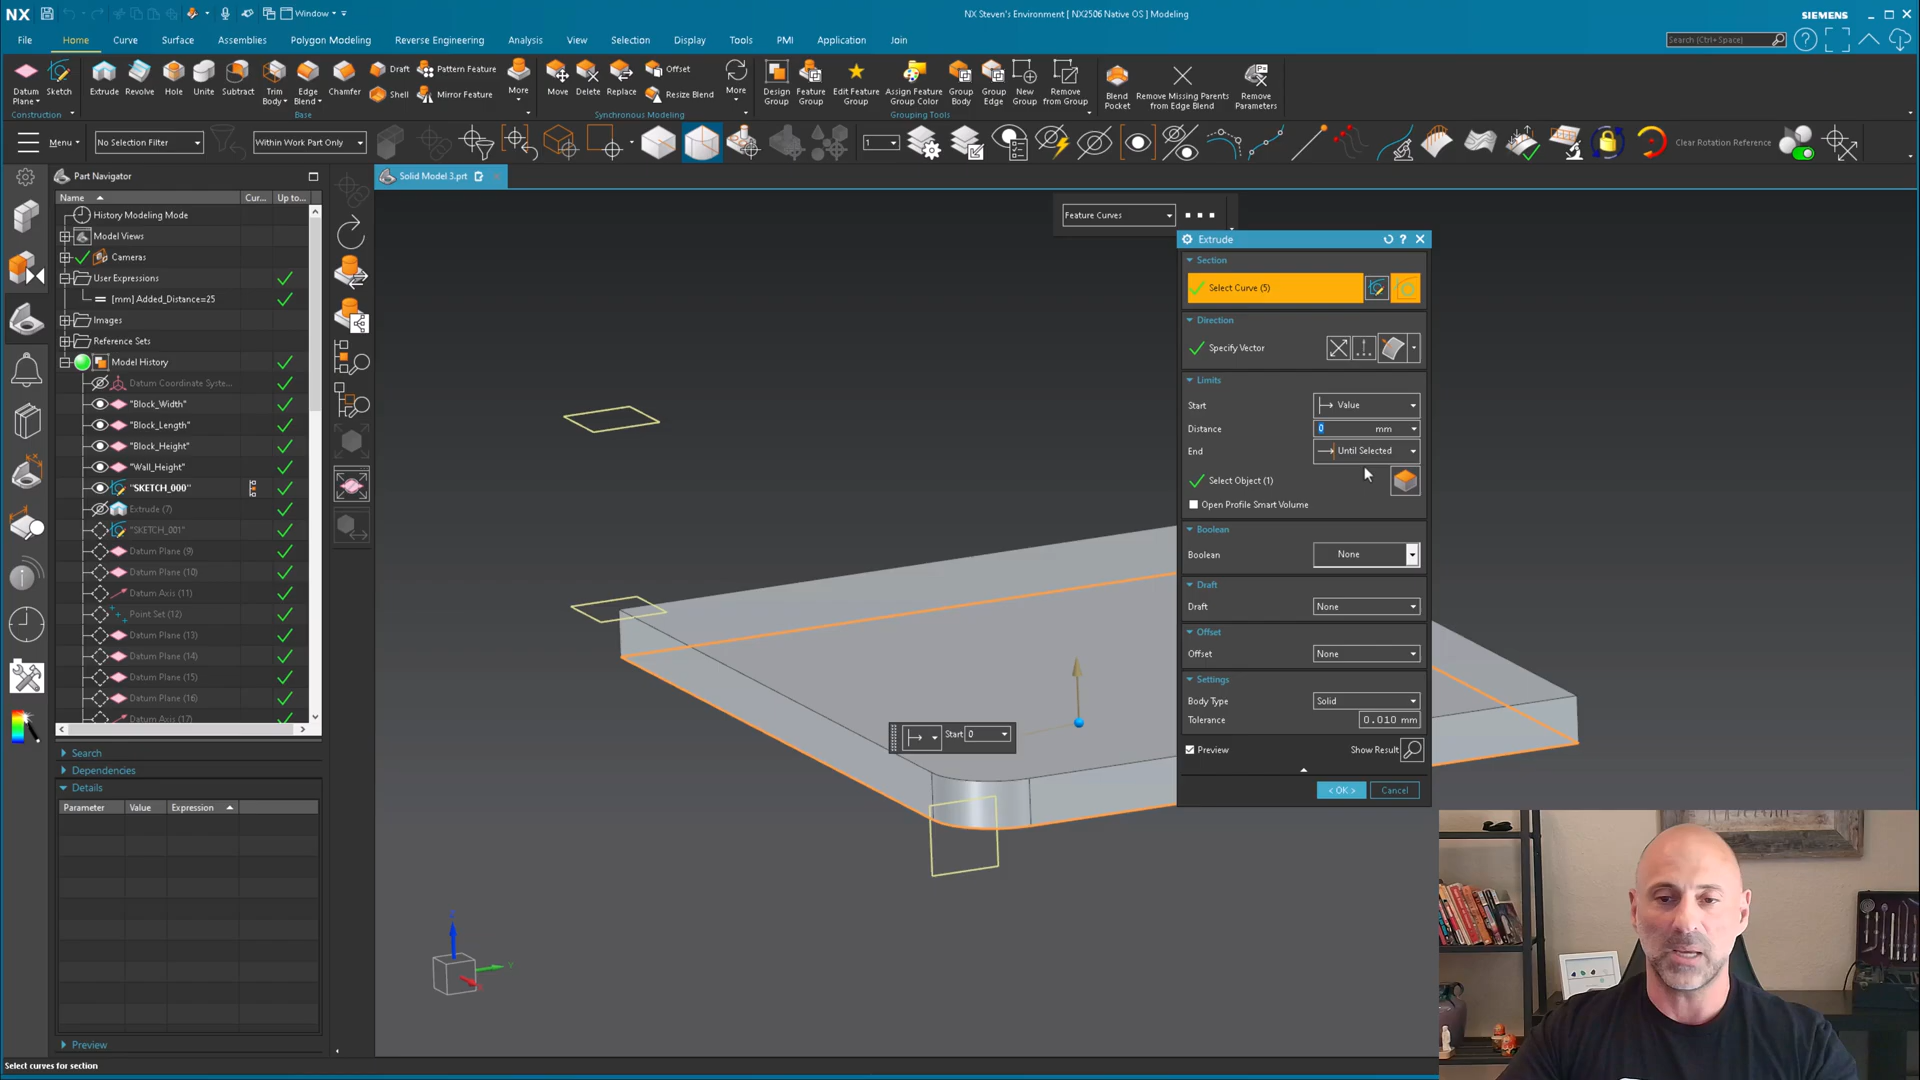 NX
Window
NX Steven's Environment [ NX2506 Native OS ] Modeling
SIEMENS
File Home Curve Surface Assemblies Polygon Modeling Reverse Engineering Analysis View Selection Display Tools PMI Application Join
Search (Ctrl+Space)
Datum Plane
Sketch
Extrude
Revolve
Hole
Unite
Subtract
Trim Body
Edge Blend
Chamfer
Draft
Shell
Pattern Feature
Mirror Feature
More
Move
Delete
Replace
Offset
Resize Blend
More
Design Group
Feature Group
Edit Feature Group
Assign Feature Group Color
Group Body
Group Edge
New Group
Remove from Group
Blend Pocket
Remove Missing Parents from Edge Blend
Remove Parameters
Construction
Base
Synchronous Modeling
Grouping Tools
Menu
No Selection Filter
Within Work Part Only
1
Clear Rotation Reference
Part Navigator
Solid Model 3.prt
Name Cur... Up to...
History Modeling Mode
Model Views
Cameras
User Expressions
[mm] Added_Distance=25
Images
Reference Sets
Model History
Datum Coordinate Syste...
"Block_Width"
"Block_Length"
"Block_Height"
"Wall_Height"
"SKETCH_000"
Extrude (7)
"SKETCH_001"
Datum Plane (9)
Datum Plane (10)
Datum Axis (11)
Point Set (12)
Datum Plane (13)
Datum Plane (14)
Datum Plane (15)
Datum Plane (16)
Datum Axis (17)
Search
Dependencies
Details
Parameter Value Expression
Preview
Select curves for section
Feature Curves
Extrude
Section
Select Curve (5)
Direction
Specify Vector
Limits
Start Value
Distance 0 mm
End Until Selected
Select Object (1)
Open Profile Smart Volume
Boolean
Boolean None
Draft
Draft None
Offset
Offset None
Settings
Body Type Solid
Tolerance 0.010 mm
Preview Show Result
< OK > Cancel
Start 0